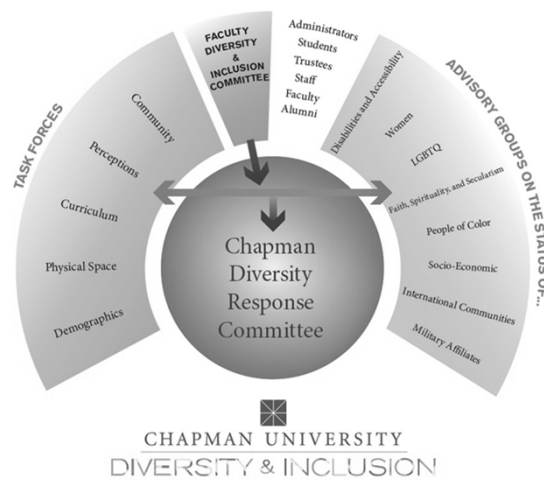 TASK FORCES
Community
Perceptions
Curriculum
Physical Space
Demographics
FACULTY
DIVERSITY
&
INCLUSION
COMMITTEE
Administrators
Students
Trustees
Staff
Faculty
Alumni
ADVISORY GROUPS ON THE STATUS OF...
Disabilities and Accessibility
Women
LGBTQ
Faith, Spirituality, and Secularism
People of Color
Socio-Economic
International Communities
Military Affiliates
Chapman
Diversity
Response
Committee
CHAPMAN UNIVERSITY
DIVERSITY & INCLUSION